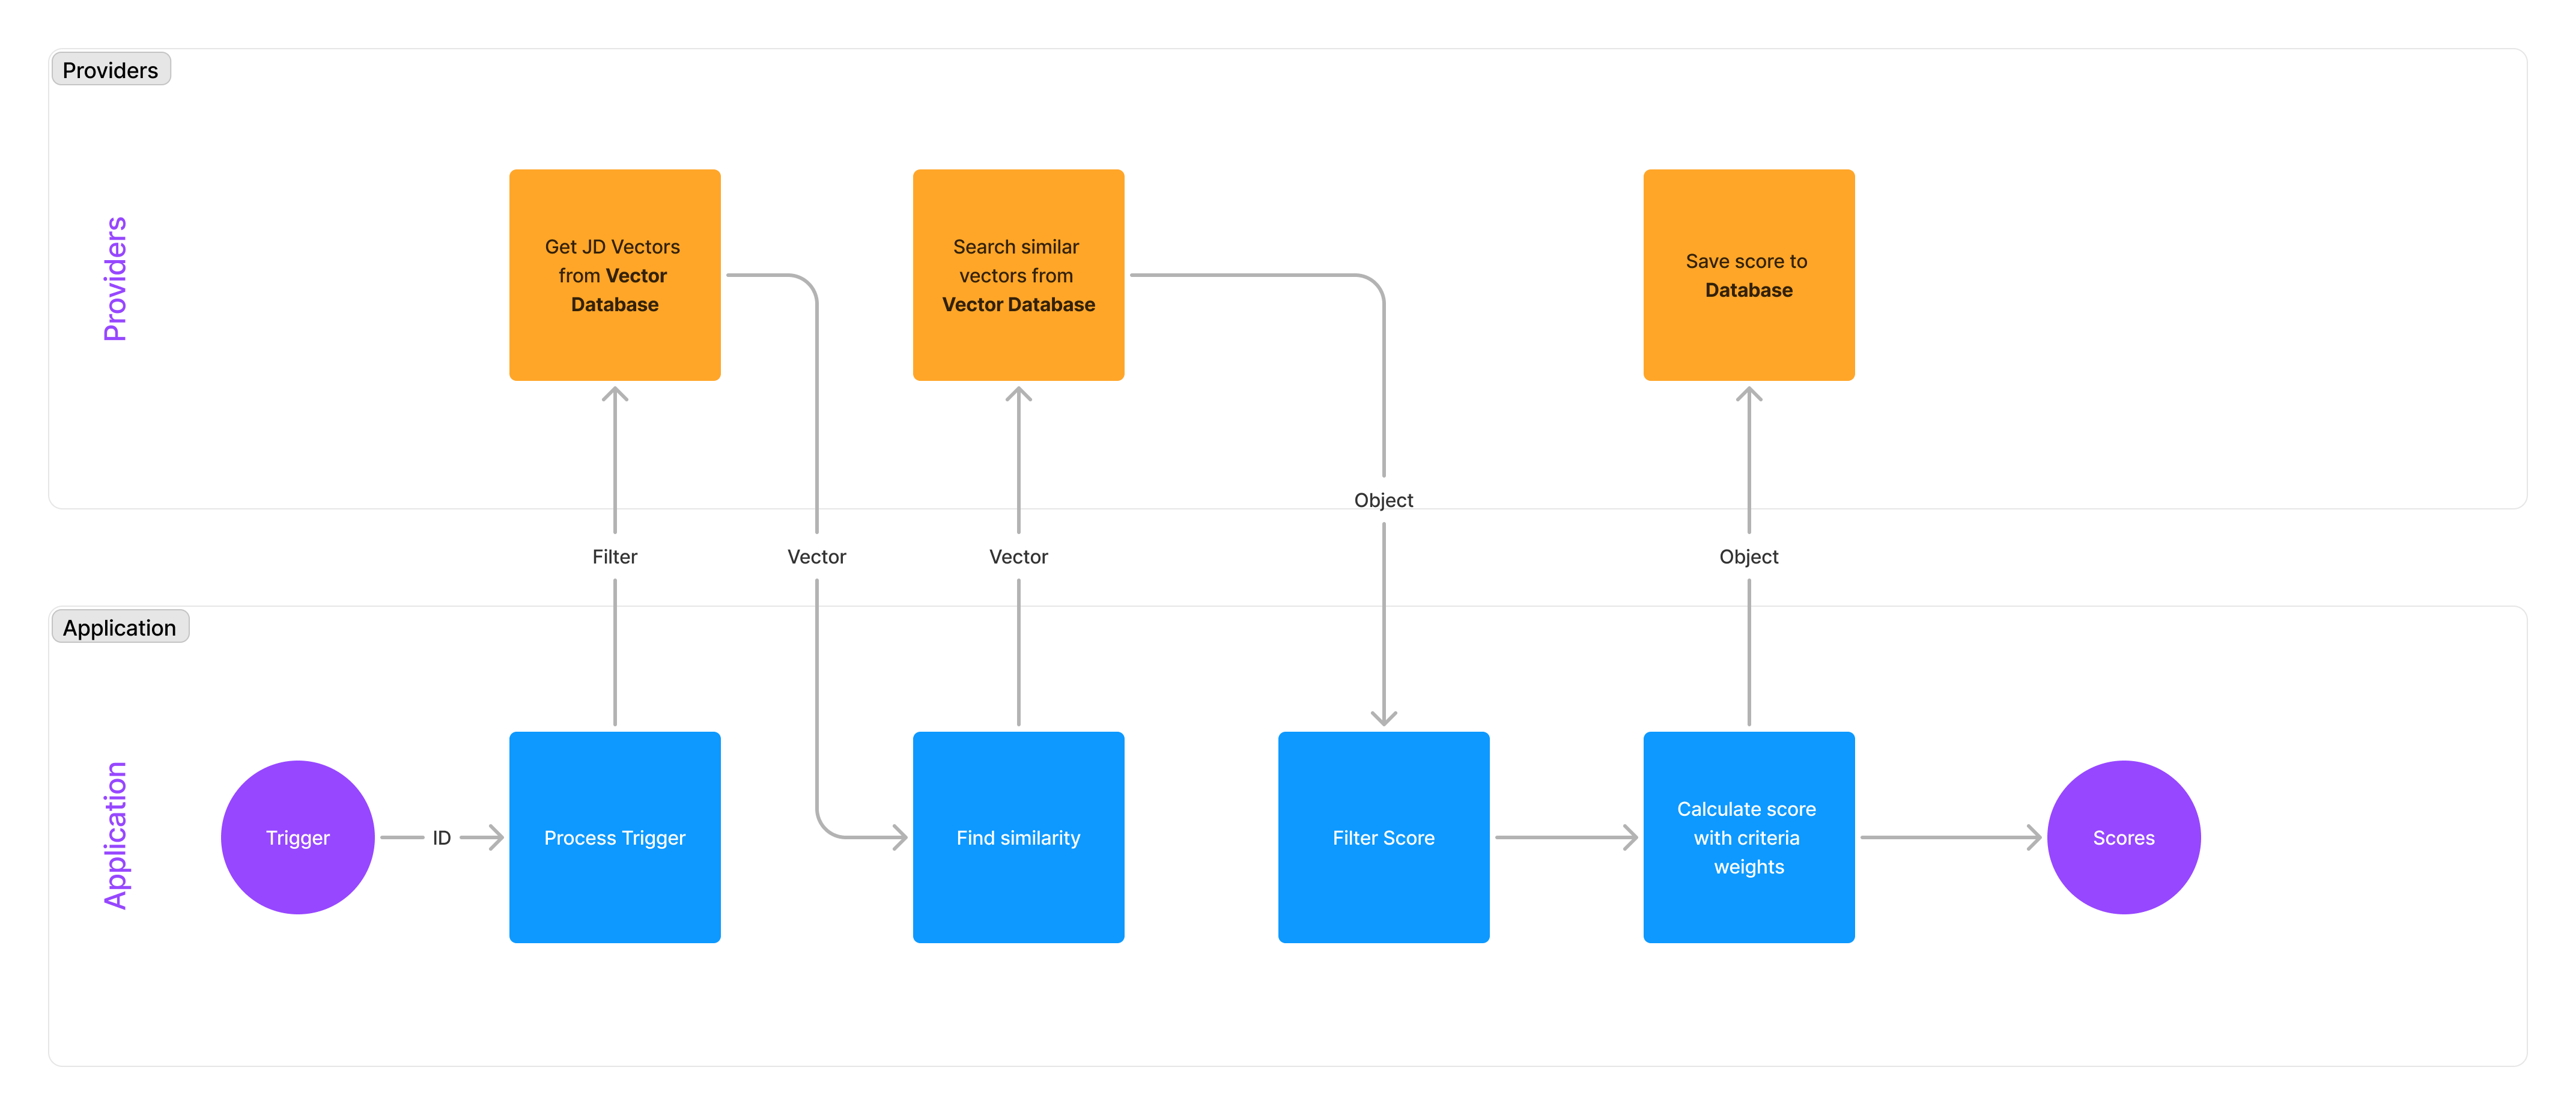 Providers
Providers
Get JD Vectors
from Vector
Database
Search similar
vectors from
Vector Database
Save score to
Database
Object
Filter
Vector
Vector
Object
Application
Application
Trigger
ID
Process Trigger
Find similarity
Filter Score
Calculate score
with criteria
weights
Scores